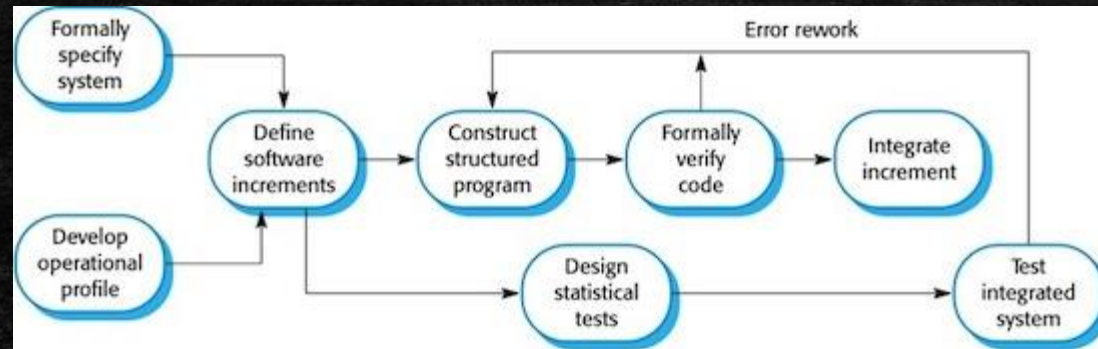 Formally
specify
system
Error rework
Define
software
increments
Construct
structured
program
Formally
verify
code
Integrate
increment
Develop
operational
profile
Design
statistical
tests
Test
integrated
system